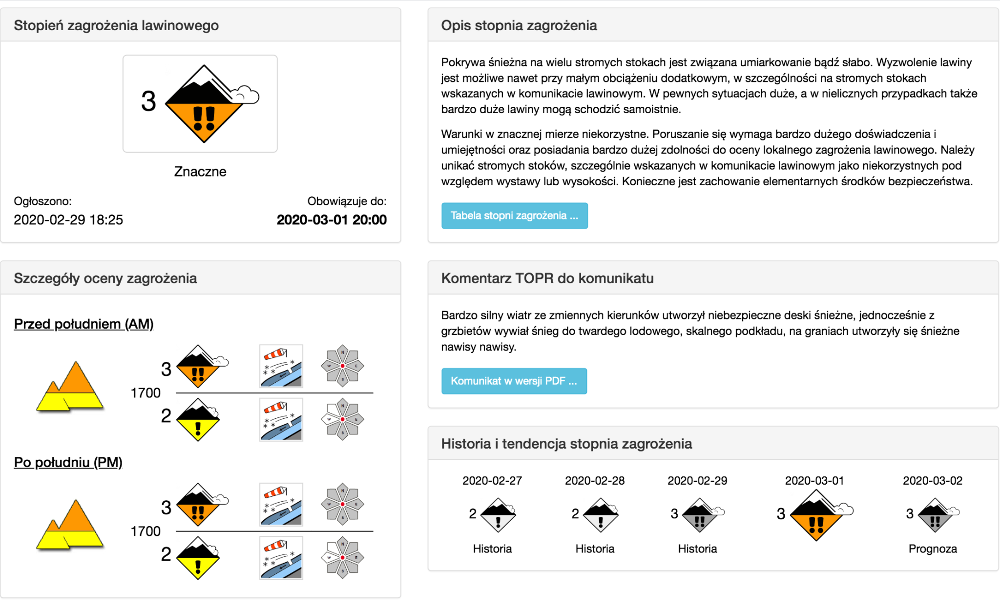 Stopień zagrożenia lawinowego
3
Znaczne
Ogłoszono:
2020-02-29 18:25
Obowiązuje do:
2020-03-01 20:00
Opis stopnia zagrożenia
Pokrywa śnieżna na wielu stromych stokach jest związana umiarkowanie bądź słabo. Wyzwolenie lawiny
jest możliwe nawet przy małym obciążeniu dodatkowym, w szczególności na stromych stokach
wskazanych w komunikacie lawinowym. W pewnych sytuacjach duże, a w nielicznych przypadkach także
bardzo duże lawiny mogą schodzić samoistnie.
Warunki w znacznej mierze niekorzystne. Poruszanie się wymaga bardzo dużego doświadczenia i
umiejętności oraz posiadania bardzo dużej zdolności do oceny lokalnego zagrożenia lawinowego. Należy
unikać stromych stoków, szczególnie wskazanych w komunikacie lawinowym jako niekorzystnych pod
względem wystawy lub wysokości. Konieczne jest zachowanie elementarnych środków bezpieczeństwa.
Tabela stopni zagrożenia ...
Szczegóły oceny zagrożenia
Przed południem (AM)
3
N
W E
S
1700
2
N
W E
S
Po południu (PM)
3
N
W E
S
1700
2
N
W E
S
Komentarz TOPR do komunikatu
Bardzo silny wiatr ze zmiennych kierunków utworzył niebezpieczne deski śnieżne, jednocześnie z
grzbietów wywiał śnieg do twardego lodowego, skalnego podkładu, na graniach utworzyły się śnieżne
nawisy nawisy.
Komunikat w wersji PDF ...
Historia i tendencja stopnia zagrożenia
2020-02-27 2020-02-28 2020-02-29 2020-03-01 2020-03-02
2 2 3 3 3
Historia Historia Historia Prognoza